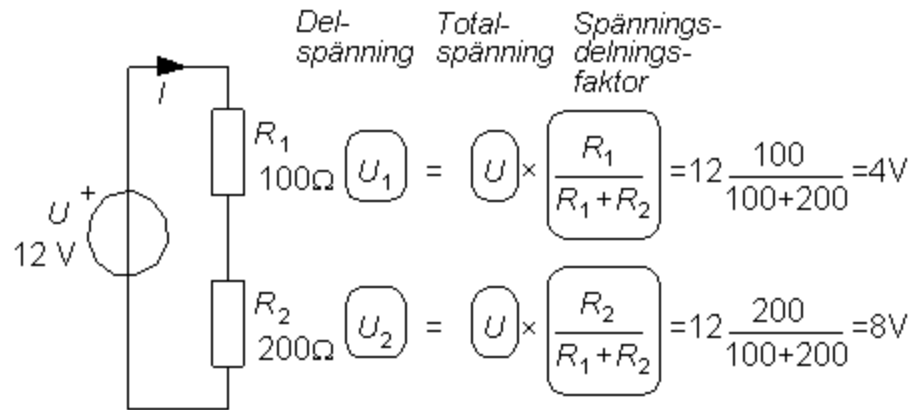 Del-
spänning
Total-
spänning
Spännings-
delnings-
faktor
I
R₁
100Ω
U₁ = U × R₁ / R₁+R₂ =12 100 / 100+200 =4V
+
U
12 V
R₂
200Ω
U₂ = U × R₂ / R₁+R₂ =12 200 / 100+200 =8V